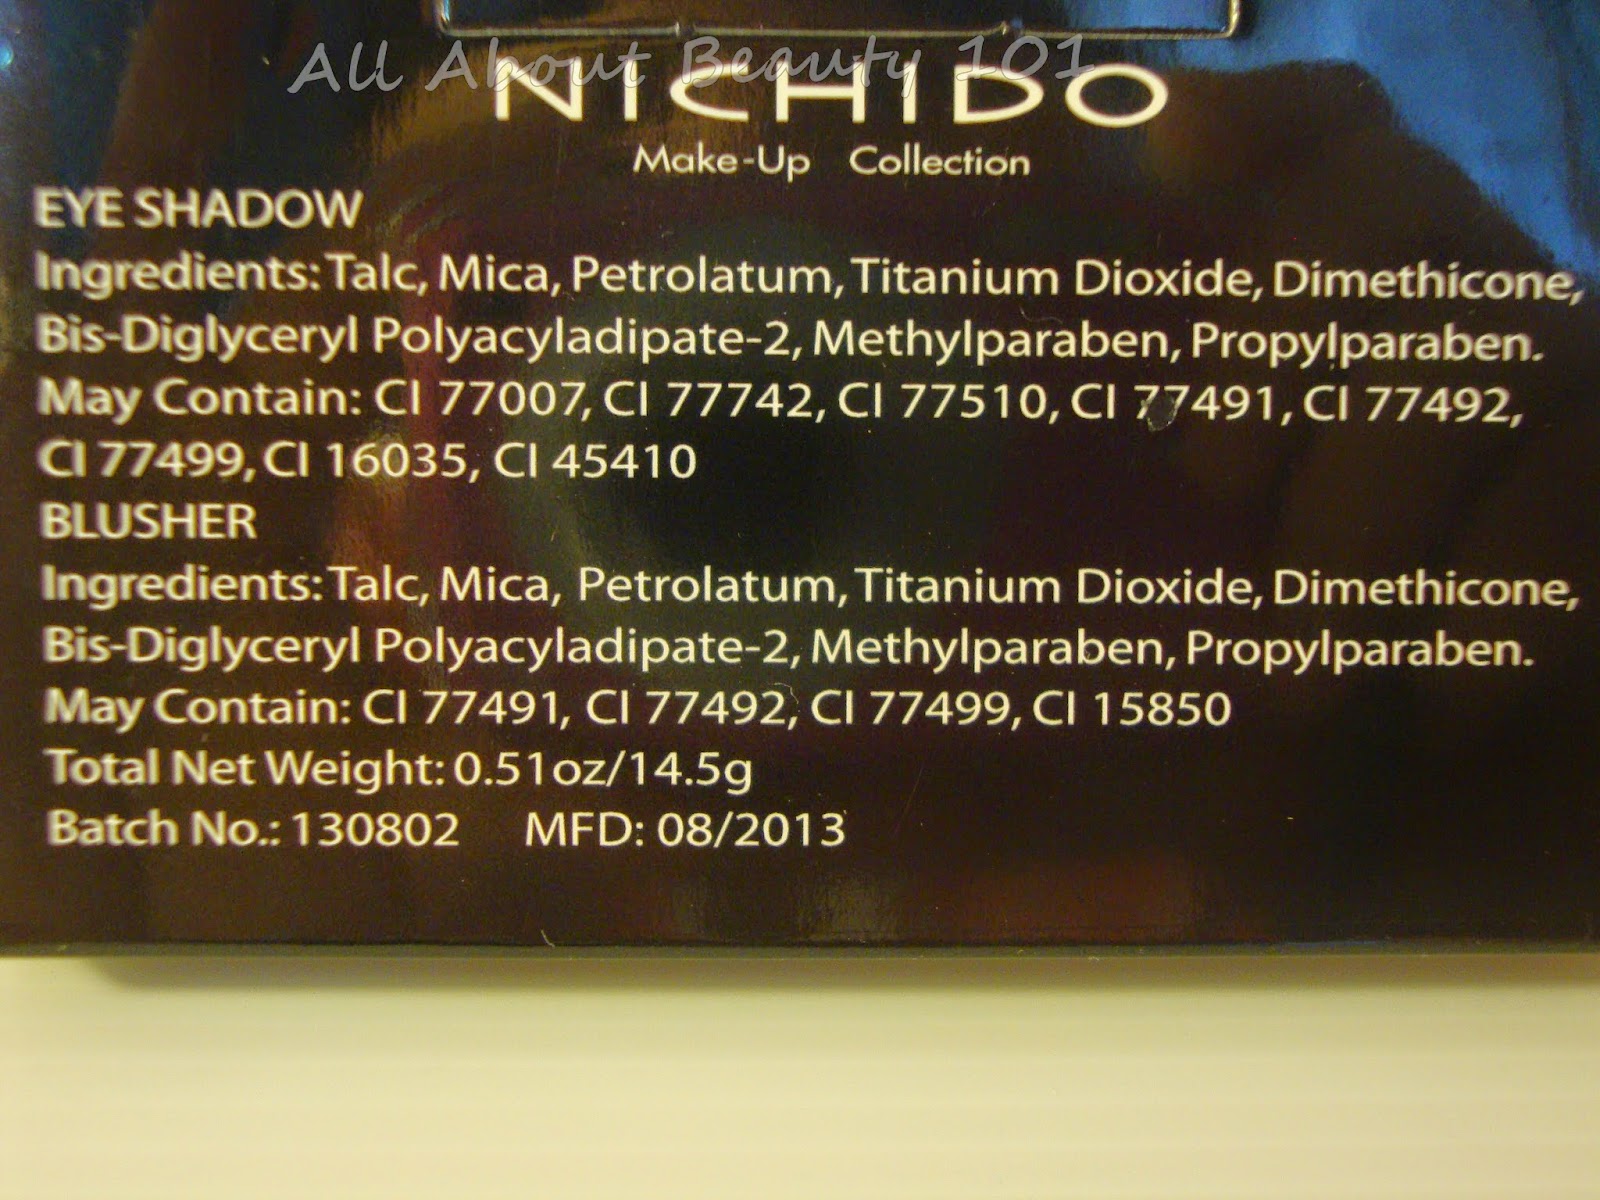 All About Beauty 101
NICHIDO
Make-Up Collection
EYE SHADOW
Ingredients: Talc, Mica, Petrolatum, Titanium Dioxide, Dimethicone,
Bis-Diglyceryl Polyacyladipate-2, Methylparaben, Propylparaben.
May Contain: CI 77007, CI 77742, CI 77510, CI 77491, CI 77492,
CI 77499, CI 16035, CI 45410
BLUSHER
Ingredients: Talc, Mica, Petrolatum, Titanium Dioxide, Dimethicone,
Bis-Diglyceryl Polyacyladipate-2, Methylparaben, Propylparaben.
May Contain: CI 77491, CI 77492, CI 77499, CI 15850
Total Net Weight: 0.51oz/14.5g
Batch No.: 130802 MFD: 08/2013